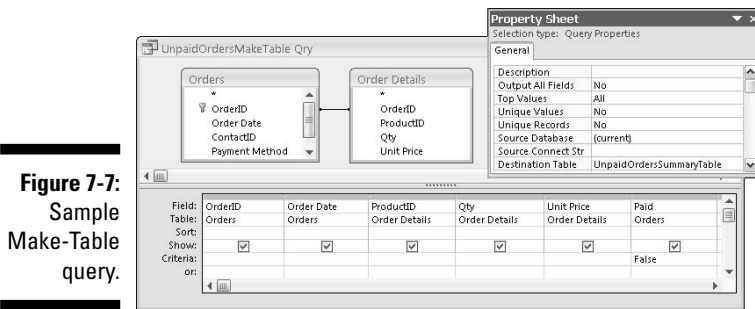 Property Sheet
Selection type: Query Properties
General
Description
Output All Fields No
Top Values All
Unique Values No
Unique Records No
Source Database (current)
Source Connect Str
Destination Table UnpaidOrdersSummaryTable
UnpaidOrdersMakeTable Qry
Orders
*
OrderID
Order Date
ContactID
Payment Method
Order Details
*
OrderID
ProductID
Qty
Unit Price
Field: OrderID Order Date ProductID Qty Unit Price Paid
Table: Orders Orders Order Details Order Details Order Details Orders
Sort:
Show:
Criteria: False
or:
Figure 7-7:
Sample
Make-Table
query.